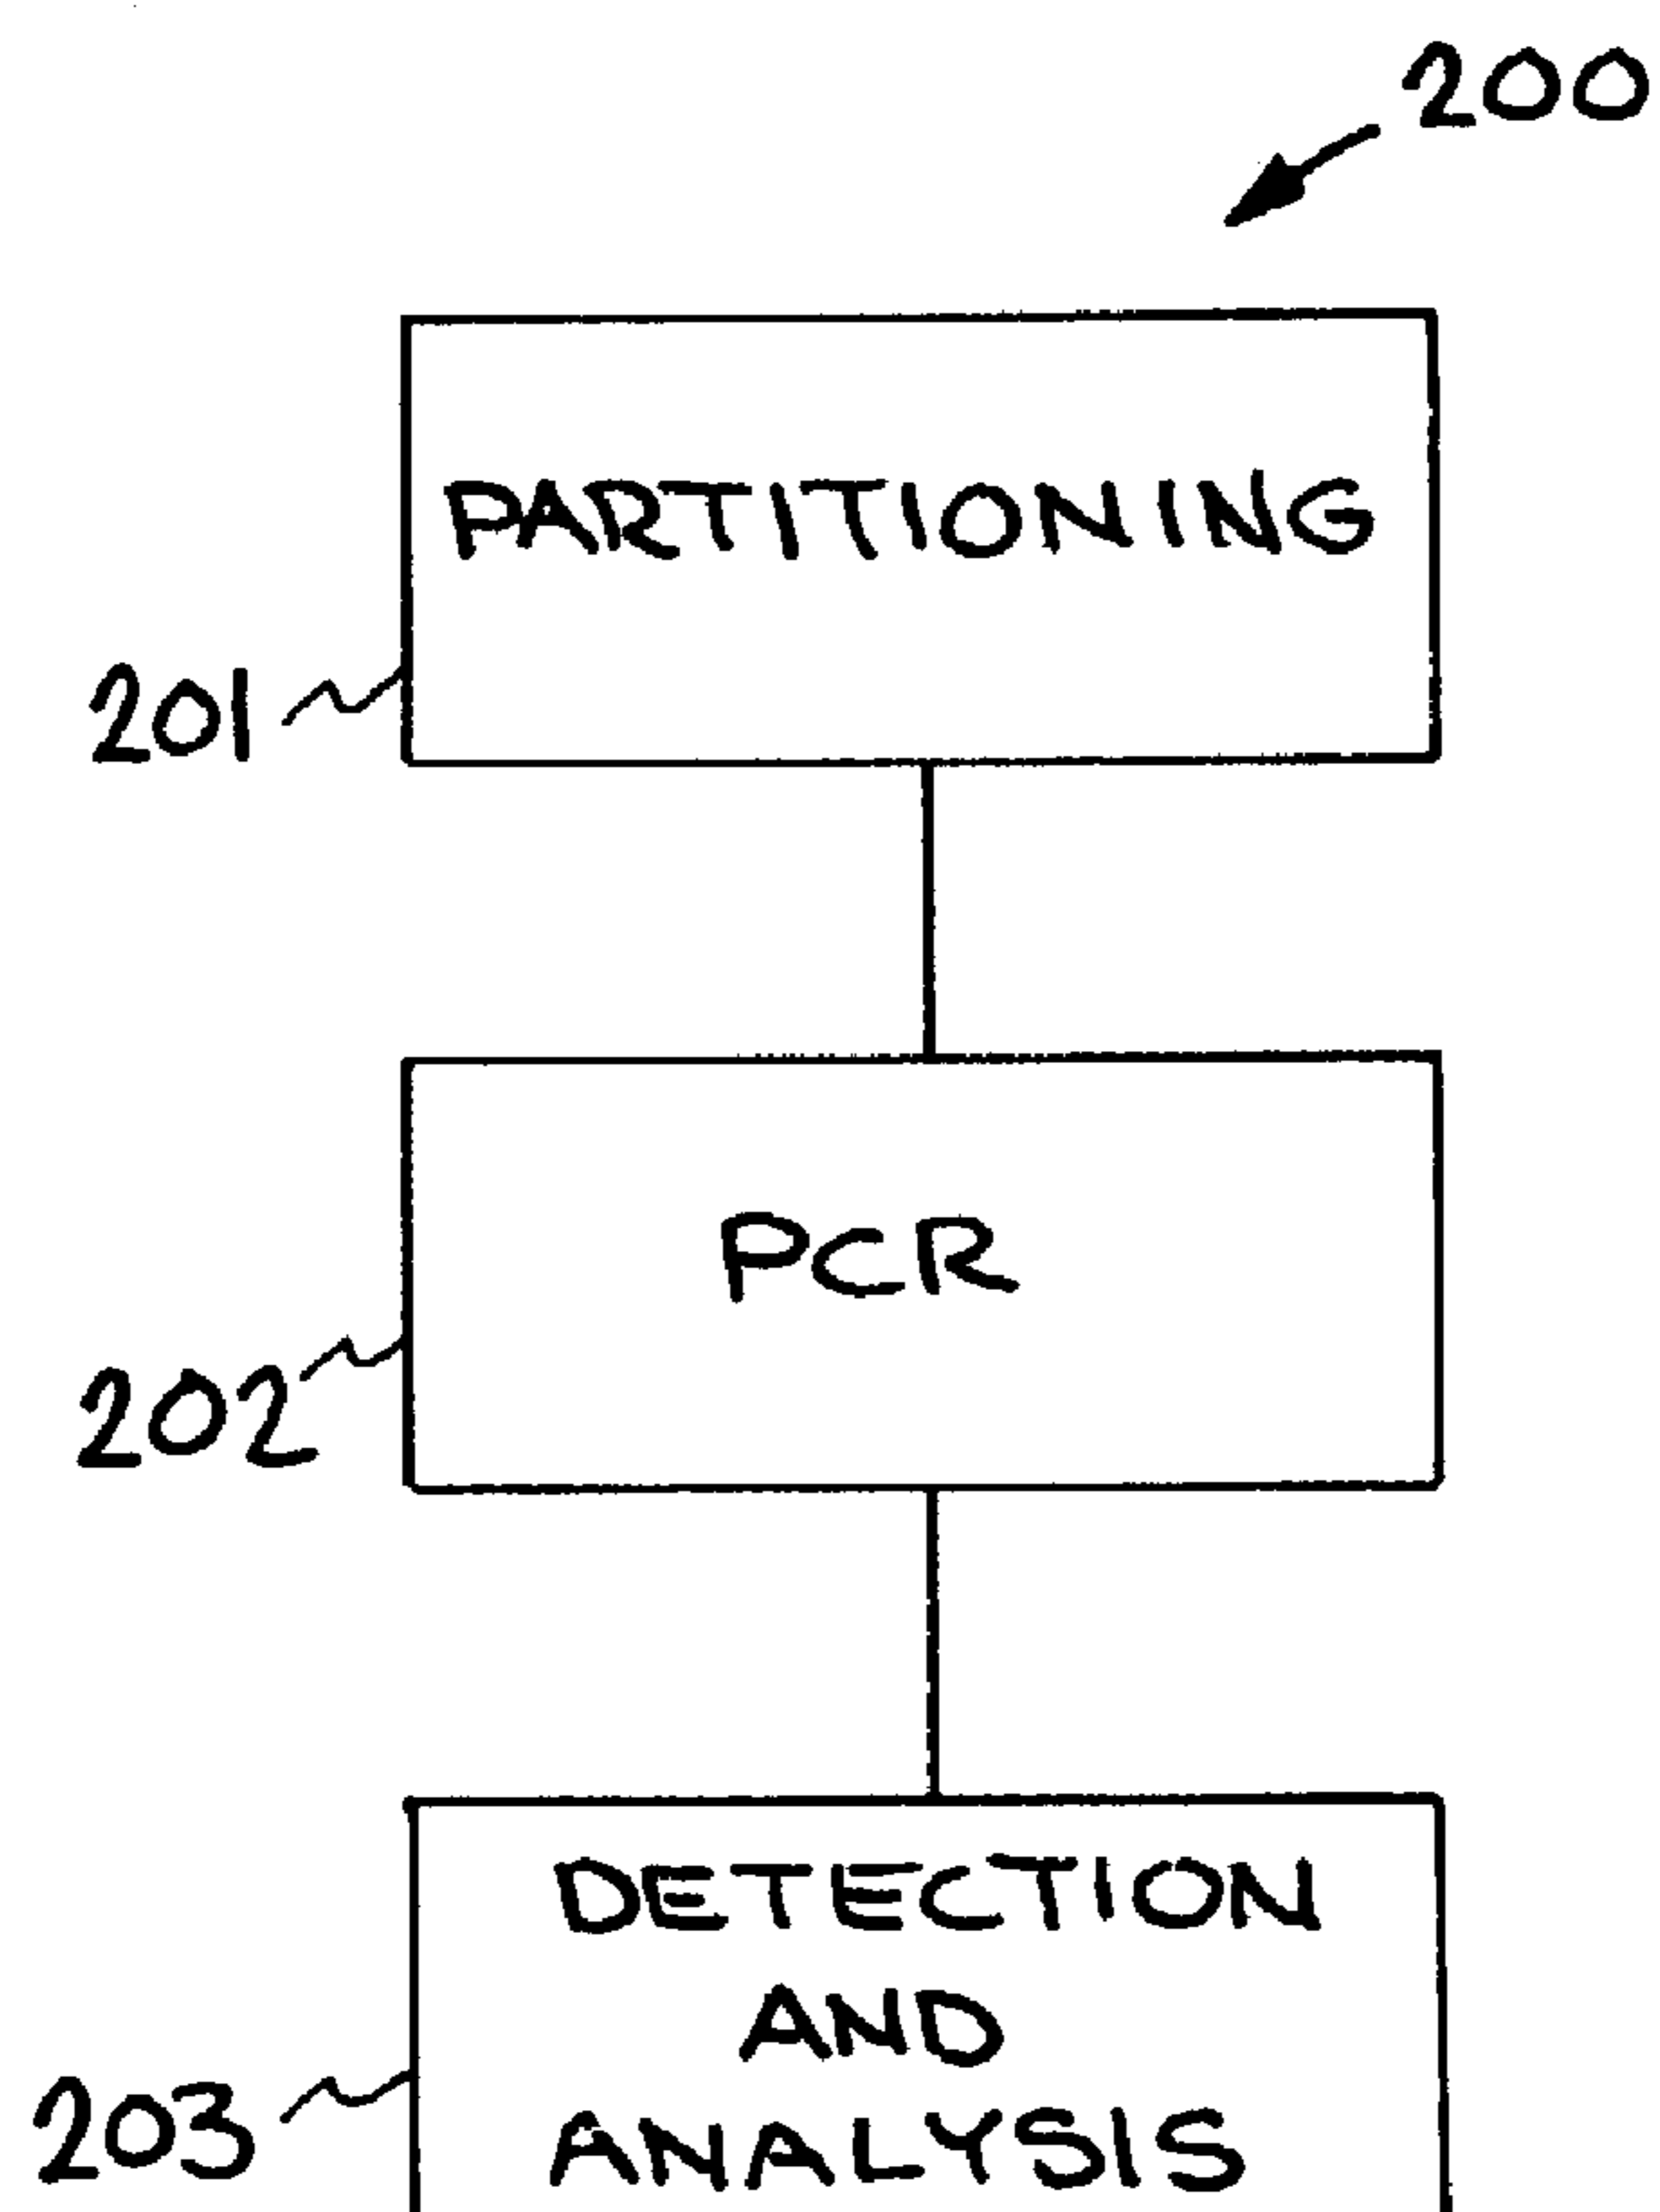 200
PARTITIONING
201
PCR
202
DETECTION
AND
203
ANALYSIS